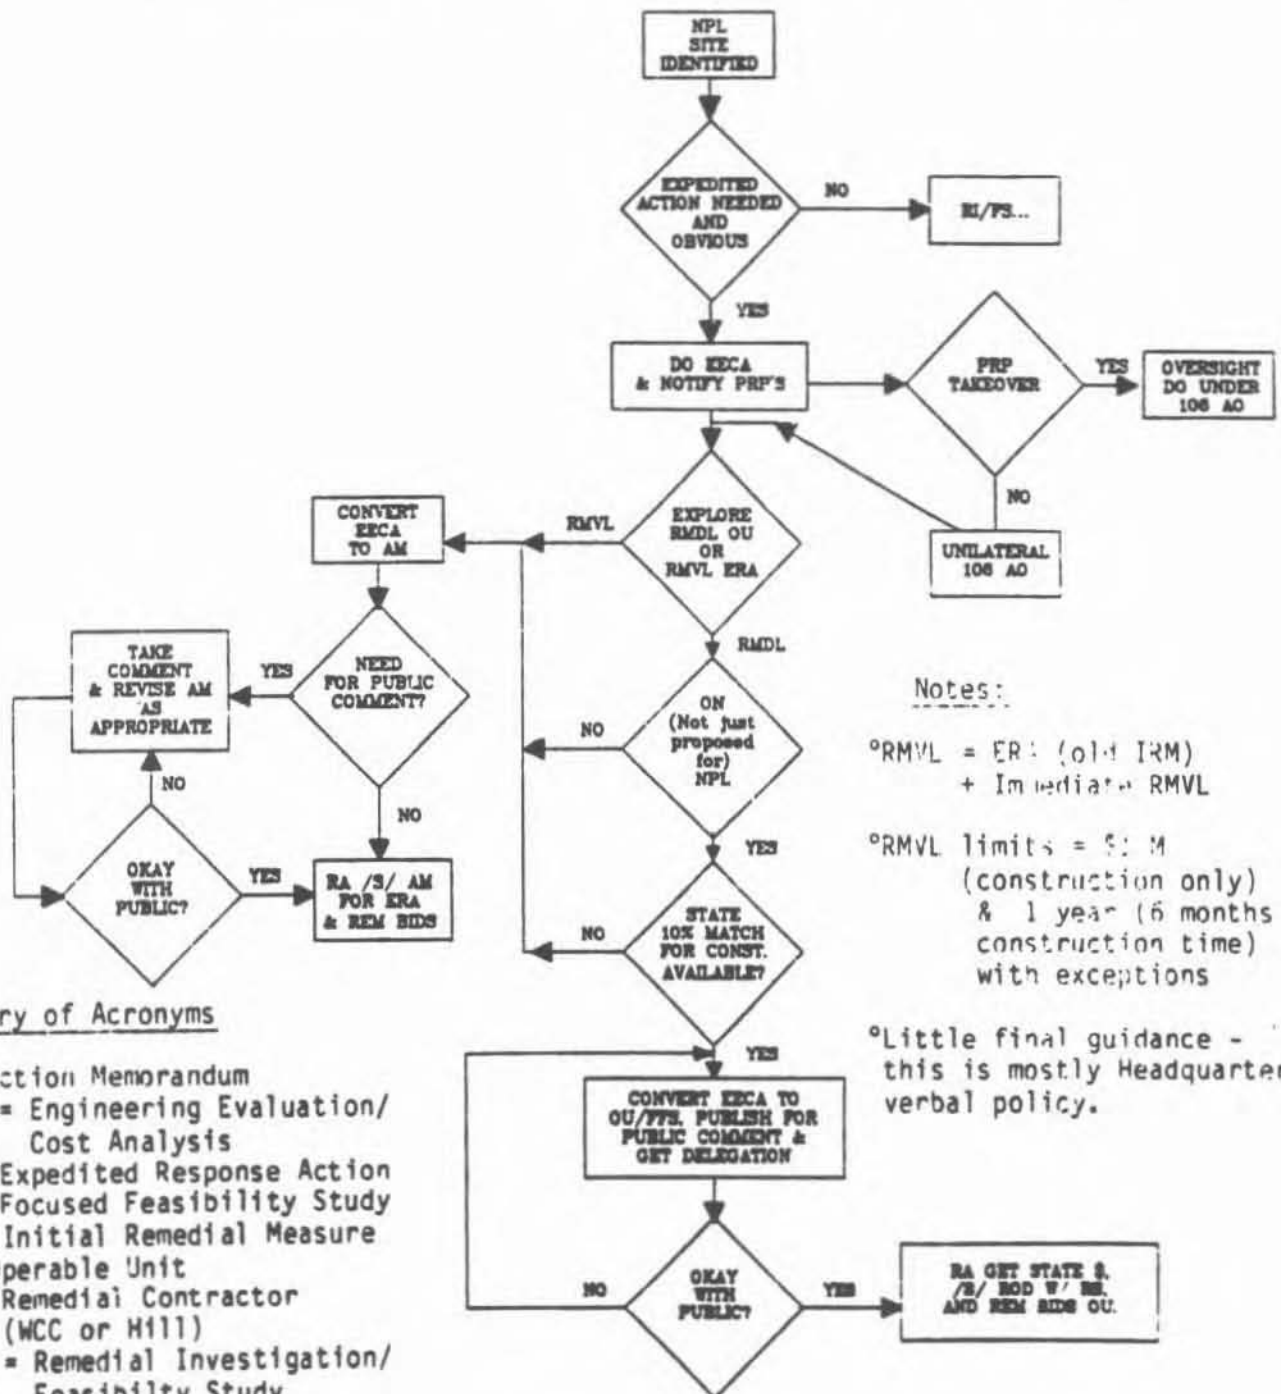 NPL
SITE
IDENTIFIED
EXPEDITED
ACTION NEEDED
AND
OBVIOUS
NO
RI/FS...
YES
DO EECA
& NOTIFY PRP'S
PRP
TAKEOVER
YES
OVERSIGHT
DO UNDER
106 AO
NO
UNILATERAL
106 AO
EXPLORE
RMDL OU
OR
RMVL ERA
RMVL
CONVERT
EECA
TO AM
NEED
FOR PUBLIC
COMMENT?
YES
TAKE
COMMENT
& REVISE AM
AS
APPROPRIATE
NO
OKAY
WITH
PUBLIC?
YES
NO
RA /S/ AM
FOR ERA
& REM BIDS
RMDL
ON
(Not just
proposed
for)
NPL
NO
YES
STATE
10% MATCH
FOR CONST.
AVAILABLE?
NO
YES
CONVERT EECA TO
OU/FFS, PUBLISH FOR
PUBLIC COMMENT &
GET DELEGATION
OKAY
WITH
PUBLIC?
NO
YES
RA GET STATE $,
/S/ ROD W/ RS,
AND REM BIDS OU.
Notes:
°RMVL = ERA (old IRM)
+ Immediate RMVL
°RMVL limits = M
(construction only)
& 1 year (6 months
construction time)
with exceptions
°Little final guidance -
this is mostly Headquarter
verbal policy.
ry of Acronyms
ction Memorandum
= Engineering Evaluation/
Cost Analysis
Expedited Response Action
Focused Feasibility Study
Initial Remedial Measure
perable Unit
Remedial Contractor
(WCC or Hill)
= Remedial Investigation/
Feasibilty Study